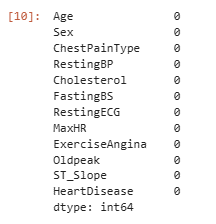 [10]: Age 0
Sex 0
ChestPainType 0
RestingBP 0
Cholesterol 0
FastingBS 0
RestingECG 0
MaxHR 0
ExerciseAngina 0
Oldpeak 0
ST_Slope 0
HeartDisease 0
dtype: int64